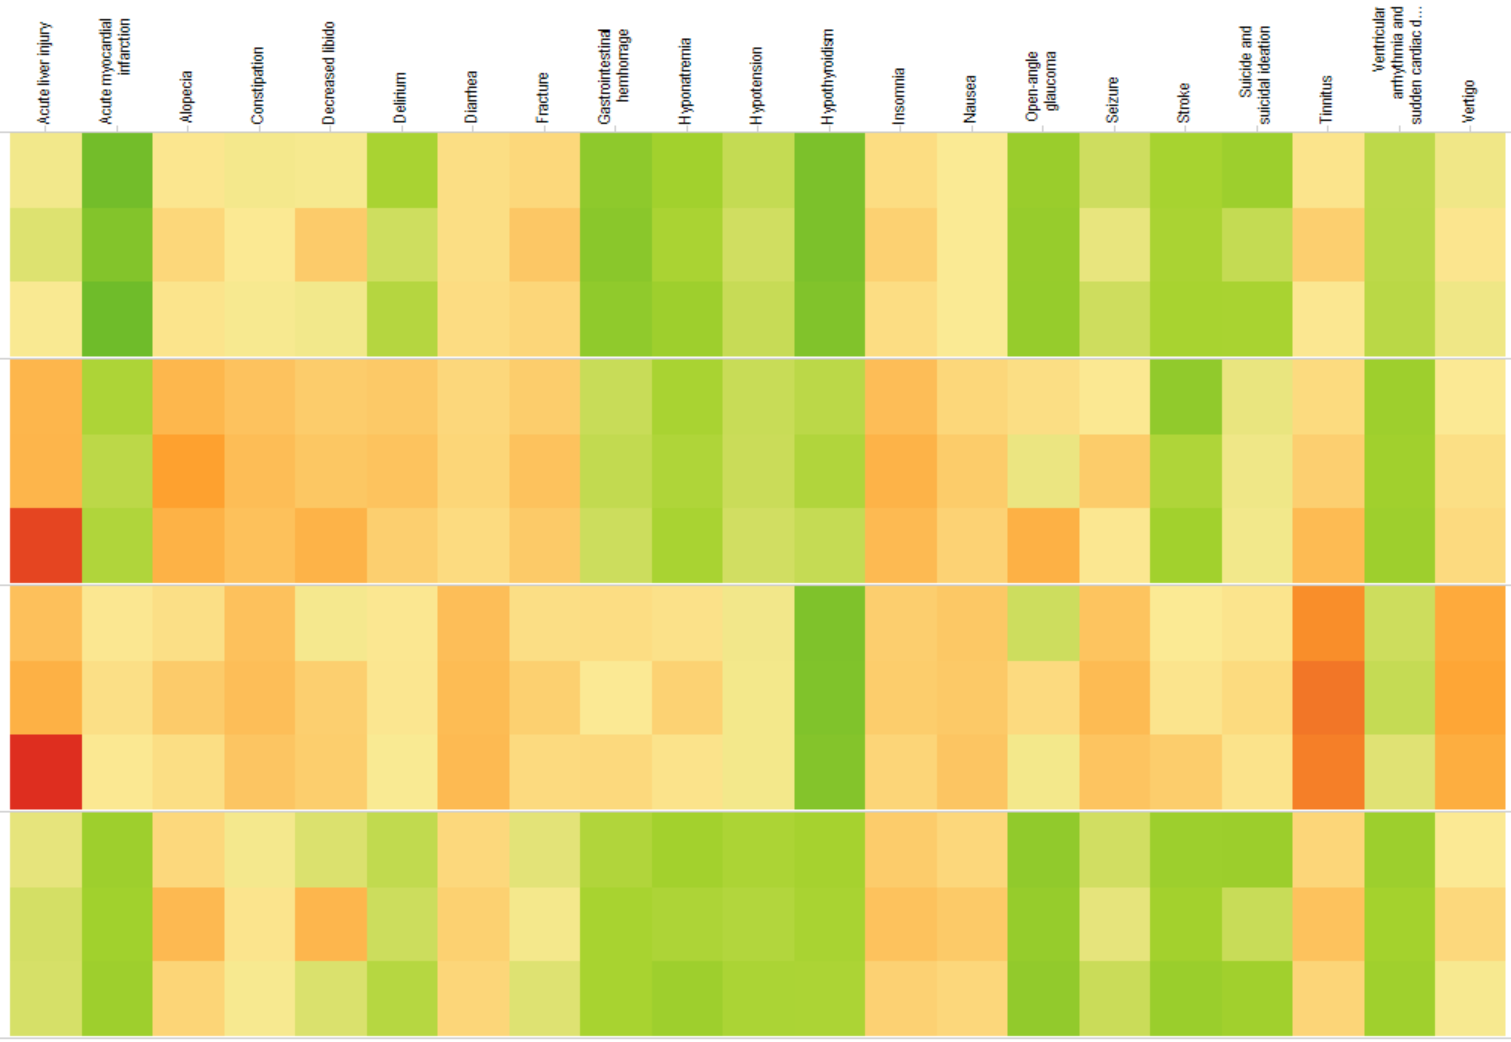 Acute liver injury
Acute myocardial
infarction
Alopecia
Constipation
Decreased libido
Delirium
Diarrhea
Fracture
Gastrointestinal
hemhorrage
Hyponatremia
Hypotension
Hypothyroidism
Insomnia
Nausea
Open-angle
glaucoma
Seizure
Stroke
Suicide and
suicidal ideation
Tinnitus
Ventricular
arrhythmia and
sudden cardiac d...
Vertigo